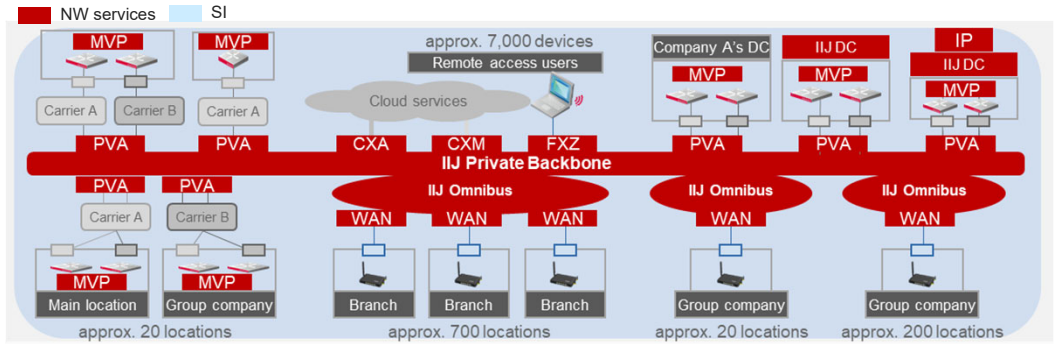 NW services SI
MVP MVP approx. 7,000 devices Company A's DC IIJ DC IP
Remote access users IIJ DC
MVP MVP MVP
Cloud services
Carrier A Carrier B Carrier A
PVA PVA CXA CXM FXZ PVA PVA PVA
IIJ Private Backbone
PVA PVA IIJ Omnibus IIJ Omnibus IIJ Omnibus
Carrier A Carrier B WAN WAN WAN WAN WAN
MVP MVP
Main location Group company Branch Branch Branch Group company Group company
approx. 20 locations approx. 700 locations approx. 20 locations approx. 200 locations